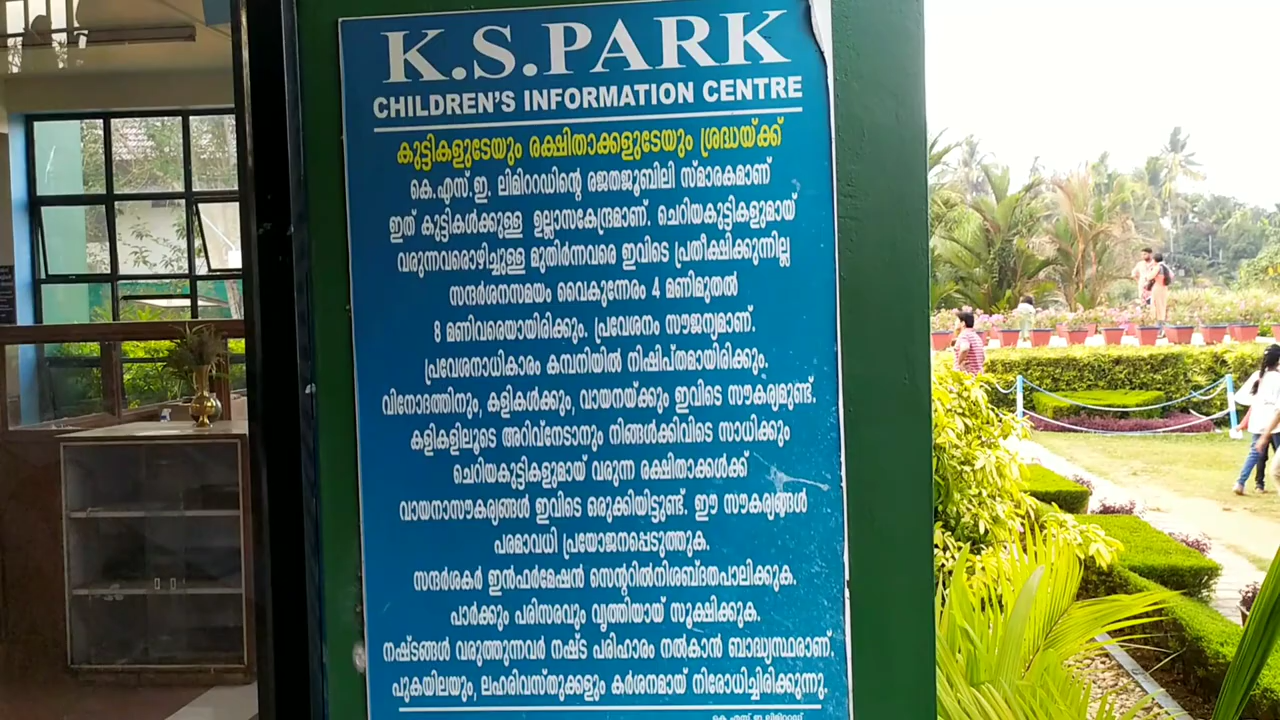 K.S.PARK
CHILDREN'S INFORMATION CENTRE
കുട്ടികളുടേയും രക്ഷിതാക്കളുടേയും ശ്രദ്ധയ്ക്ക്
കെ.എസ്.ഇ. ലിമിററഡിന്റെ രജതജൂബിലി സ്മാരകമാണ്
ഇത് കുട്ടികൾക്കുള്ള ഉല്ലാസകേന്ദ്രമാണ്. ചെറിയകുട്ടികളുമായ്
വരുന്നവരൊഴിച്ചുള്ള മുതിർന്നവരെ ഇവിടെ പ്രതീക്ഷിക്കുന്നില്ല
സന്ദർശനസമയം വൈകുന്നേരം 4 മണിമുതൽ
8 മണിവരെയായിരിക്കും. പ്രവേശനം സൗജന്യമാണ്.
പ്രവേശനാധികാരം കമ്പനിയിൽ നിഷിപ്തമായിരിക്കും.
വിനോദത്തിനും, കളികൾക്കും, വായനയ്ക്കും ഇവിടെ സൗകര്യമുണ്ട്.
കളികളിലൂടെ അറിവ്നേടാനും നിങ്ങൾക്കിവിടെ സാധിക്കും
ചെറിയകുട്ടികളുമായ് വരുന്ന രക്ഷിതാക്കൾക്ക്
വായനാസൗകര്യങ്ങൾ ഇവിടെ ഒരുക്കിയിട്ടുണ്ട്. ഈ സൗകര്യങ്ങൾ
പരമാവധി പ്രയോജനപ്പെടുത്തുക.
സന്ദർശകർ ഇൻഫർമേഷൻ സെന്ററിൽനിശബ്ദതപാലിക്കുക.
പാർക്കും പരിസരവും വൃത്തിയായ് സൂക്ഷിക്കുക.
നഷ്ടങ്ങൾ വരുത്തുന്നവർ നഷ്ട പരിഹാരം നൽകാൻ ബാദ്ധ്യസ്ഥരാണ്.
പുകയിലയും, ലഹരിവസ്തുക്കളും കർശനമായ് നിരോധിച്ചിരിക്കുന്നു.